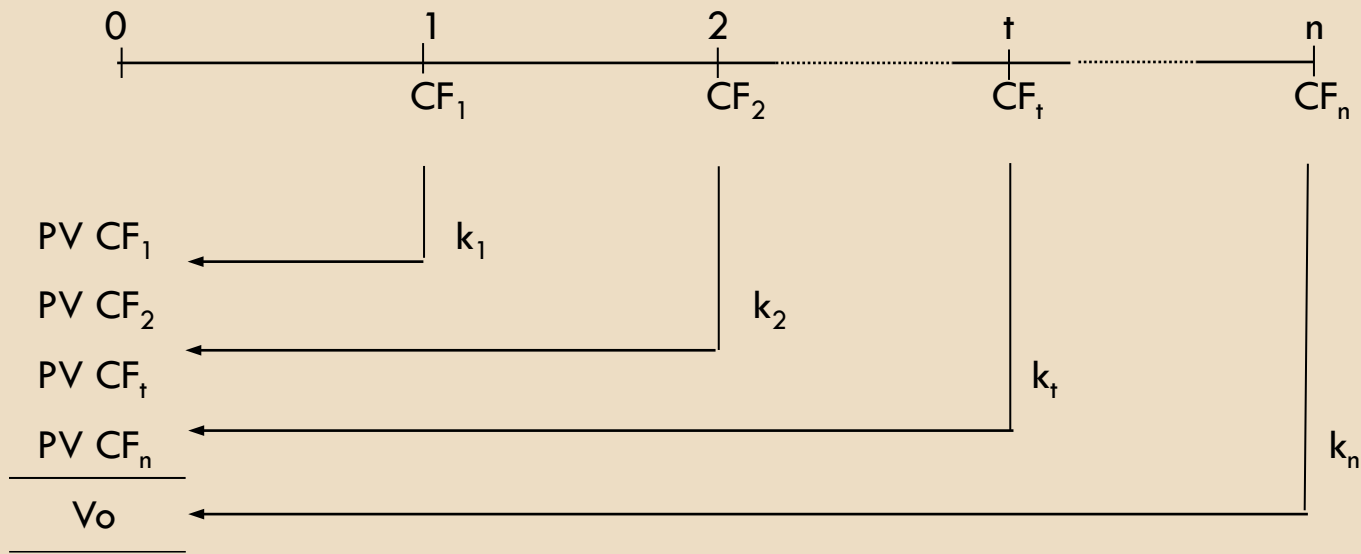 0 1 2 t n
CF₁ CF₂ CFₜ CFₙ
PV CF₁ k₁
PV CF₂ k₂
PV CFₜ kₜ
PV CFₙ kₙ
Vo